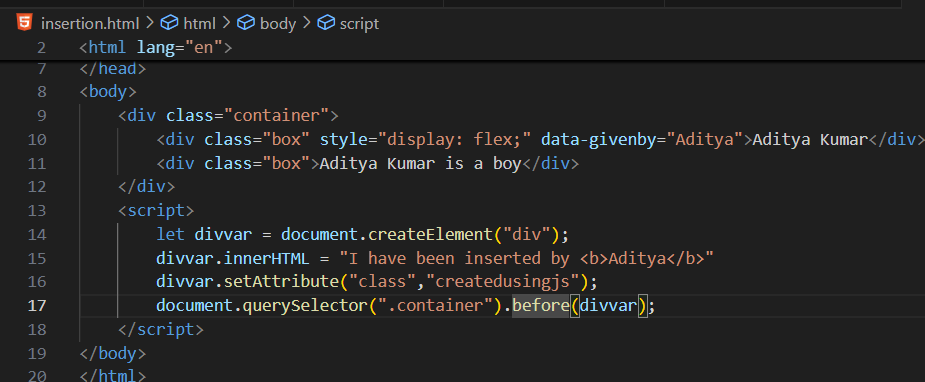 insertion.html > html > body > script
2 <html lang="en">
7 </head>
8 <body>
9 <div class="container">
10 <div class="box" style="display: flex;" data-givenby="Aditya">Aditya Kumar</div>
11 <div class="box">Aditya Kumar is a boy</div>
12 </div>
13 <script>
14 let divvar = document.createElement("div");
15 divvar.innerHTML = "I have been inserted by <b>Aditya</b>"
16 divvar.setAttribute("class","createdusingjs");
17 document.querySelector(".container").before(divvar);
18 </script>
19 </body>
20 </html>